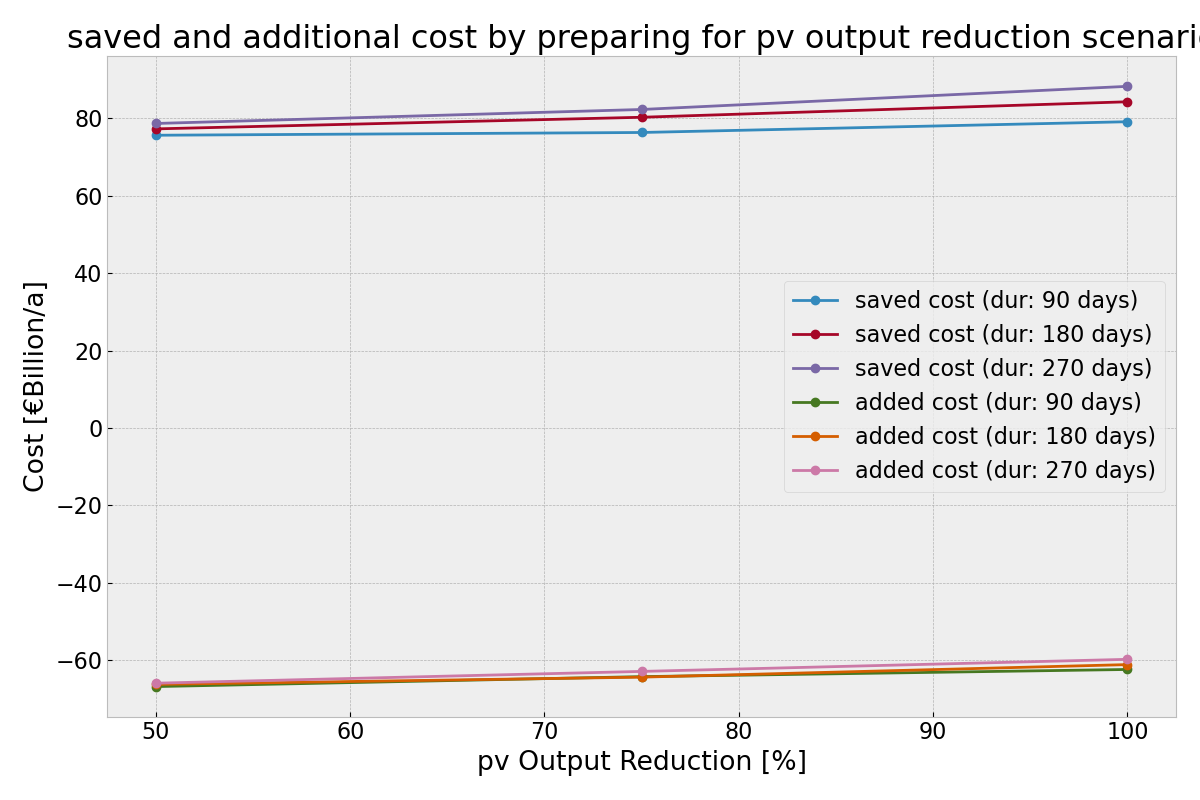 saved and additional cost by preparing for pv output reduction scenari
80
60
40
20
0
−20
−40
−60
Cost [€Billion/a]
saved cost (dur: 90 days)
saved cost (dur: 180 days)
saved cost (dur: 270 days)
added cost (dur: 90 days)
added cost (dur: 180 days)
added cost (dur: 270 days)
50 60 70 80 90 100
pv Output Reduction [%]